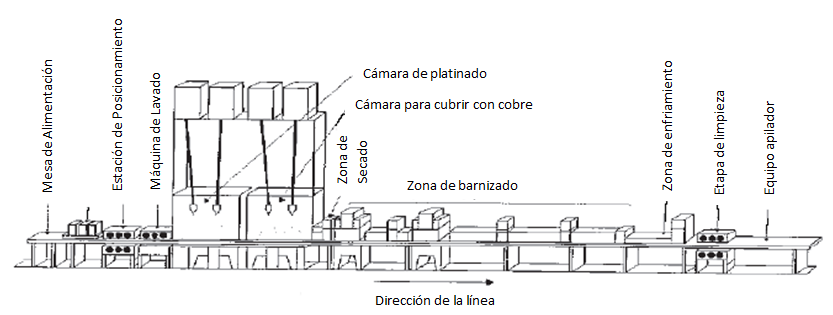 Mesa de Alimentación
Estación de Posicionamiento
Máquina de Lavado
Cámara de platinado
Cámara para cubrir con cobre
Zona de
Secado
Zona de barnizado
Zona de enfriamiento
Etapa de limpieza
Equipo apilador
Dirección de la línea